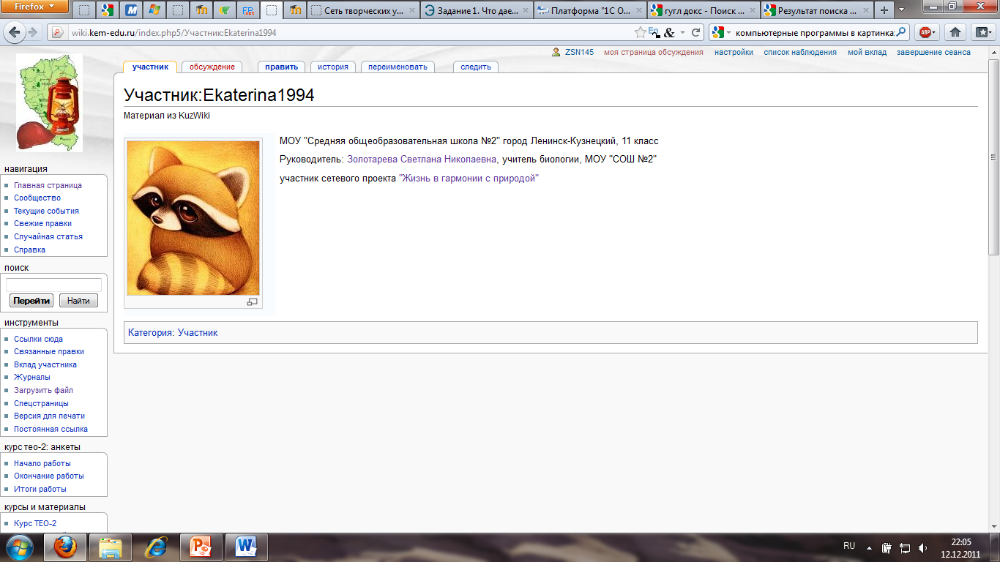 Firefox
Сеть творческих у...
Задание 1. Что дае...
Платформа "1С О...
гугл докс - Поиск ...
Результат поиска ...
wiki.kem-edu.ru/index.php5/Участник:Ekaterina1994
компьютерные программы в картинка
ZSN145 моя страница обсуждения настройки список наблюдения мой вклад завершение сеанса
участник обсуждение править история переименовать следить
Участник:Ekaterina1994
Материал из KuzWiki
МОУ "Средняя общеобразовательная школа №2" город Ленинск-Кузнецкий, 11 класс
Руководитель: Золотарева Светлана Николаевна, учитель биологии, МОУ "СОШ №2"
участник сетевого проекта "Жизнь в гармонии с природой"
Категория: Участник
навигация
Главная страница
Сообщество
Текущие события
Свежие правки
Случайная статья
Справка
поиск
Перейти Найти
инструменты
Ссылки сюда
Связанные правки
Вклад участника
Журналы
Загрузить файл
Спецстраницы
Версия для печати
Постоянная ссылка
курс тео-2: анкеты
Начало работы
Окончание работы
Итоги работы
курсы и материалы
Курс ТЕО-2
RU
22:05
12.12.2011